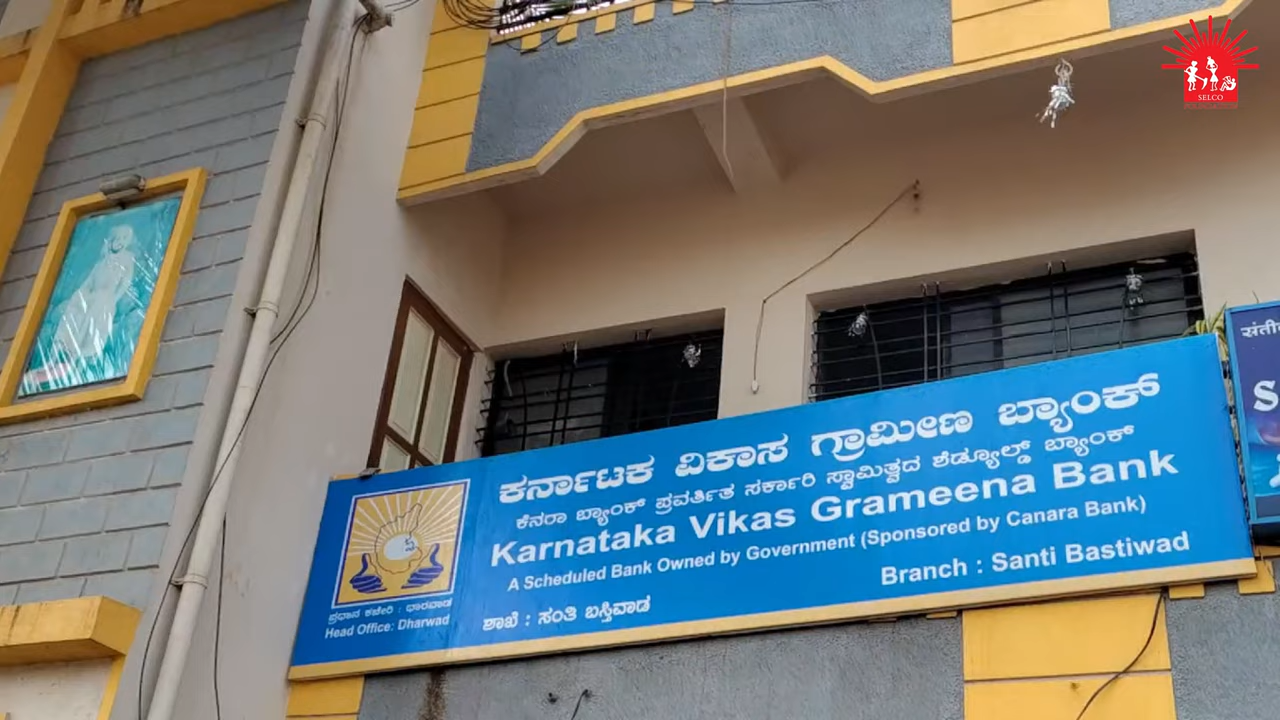 ಕರ್ನಾಟಕ ವಿಕಾಸ ಗ್ರಾಮೀಣ ಬ್ಯಾಂಕ್
ಕೆನರಾ ಬ್ಯಾಂಕ್ ಪ್ರವರ್ತಿತ ಸರ್ಕಾರಿ ಸ್ವಾಮಿತ್ವದ ಶೆಡ್ಯೂಲ್ಡ್ ಬ್ಯಾಂಕ್
Karnataka Vikas Grameena Bank
A Scheduled Bank Owned by Government (Sponsored by Canara Bank)
Branch : Santi Bastiwad
ಶಾಖೆ : ಸಂತಿ ಬಸ್ತಿವಾಡ
ಪ್ರಧಾನ ಕಚೇರಿ : ಧಾರವಾಡ
Head Office: Dharwad
SELCO